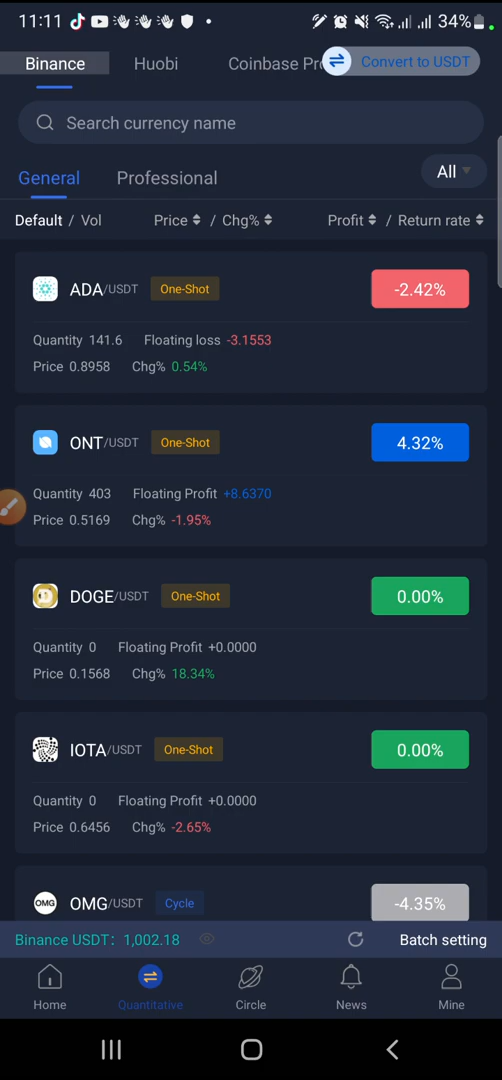 11:11 34%
Binance Huobi Coinbase Pr Convert to USDT
Search currency name
General Professional All
Default / Vol Price / Chg% Profit / Return rate
ADA/USDT One-Shot -2.42%
Quantity 141.6 Floating loss -3.1553
Price 0.8958 Chg% 0.54%
ONT/USDT One-Shot 4.32%
Quantity 403 Floating Profit +8.6370
Price 0.5169 Chg% -1.95%
DOGE/USDT One-Shot 0.00%
Quantity 0 Floating Profit +0.0000
Price 0.1568 Chg% 18.34%
IOTA/USDT One-Shot 0.00%
Quantity 0 Floating Profit +0.0000
Price 0.6456 Chg% -2.65%
OMG OMG/USDT Cycle -4.35%
Binance USDT: 1,002.18 Batch setting
Home Quantitative Circle News Mine